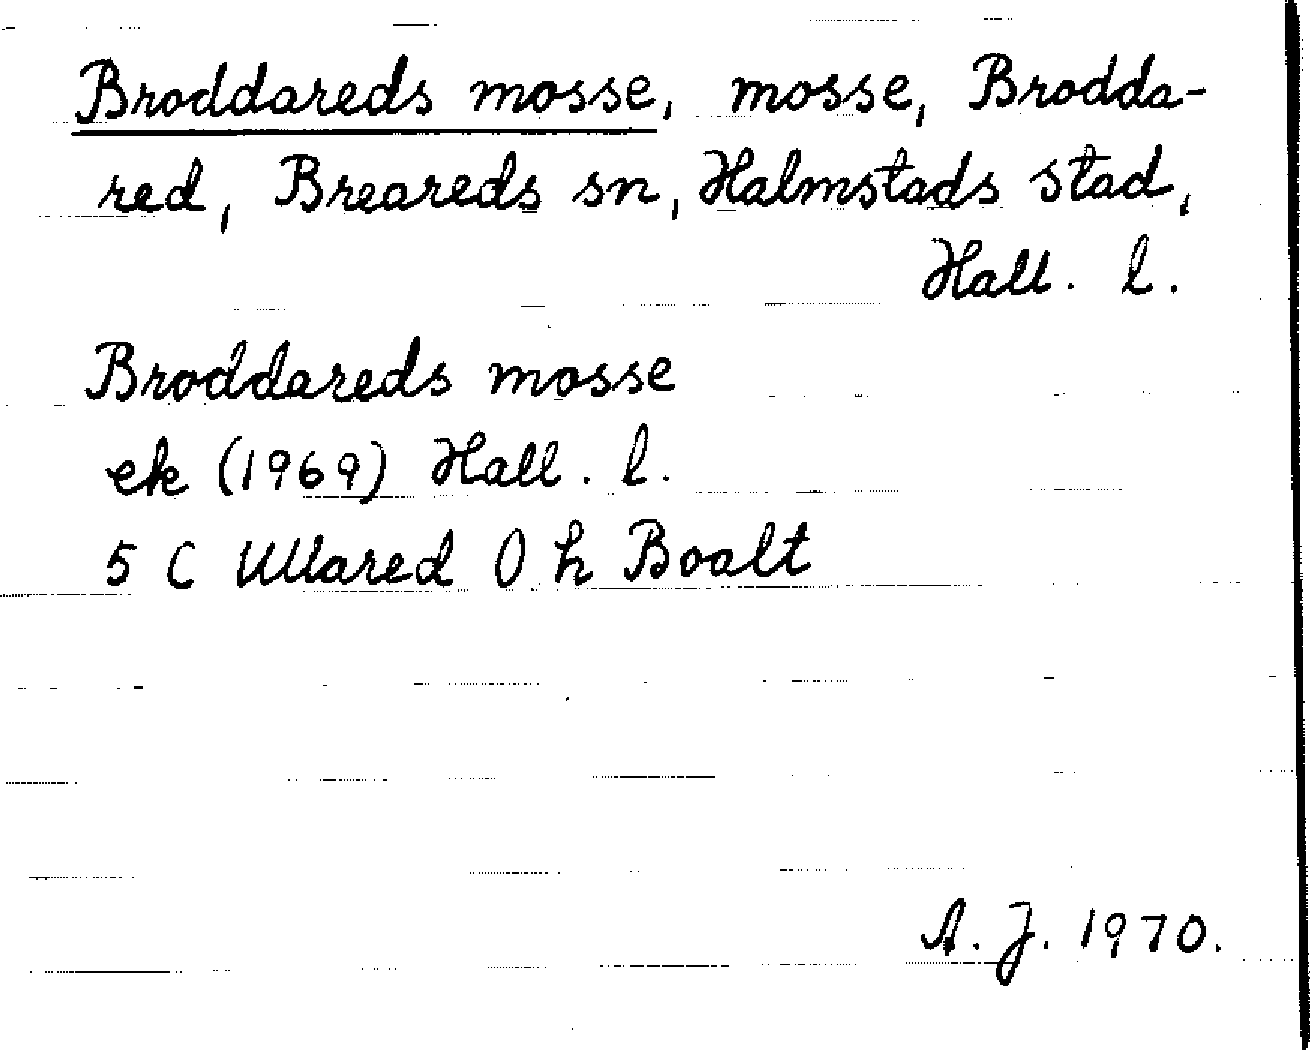 Broddareds mosse, mosse, Brodda-
red, Breareds sn, Halmstads stad,
Hall. l.
Broddareds mosse
ek (1969) Hall. l.
5 C Ullared 0 h Boalt
A. J. 1970.